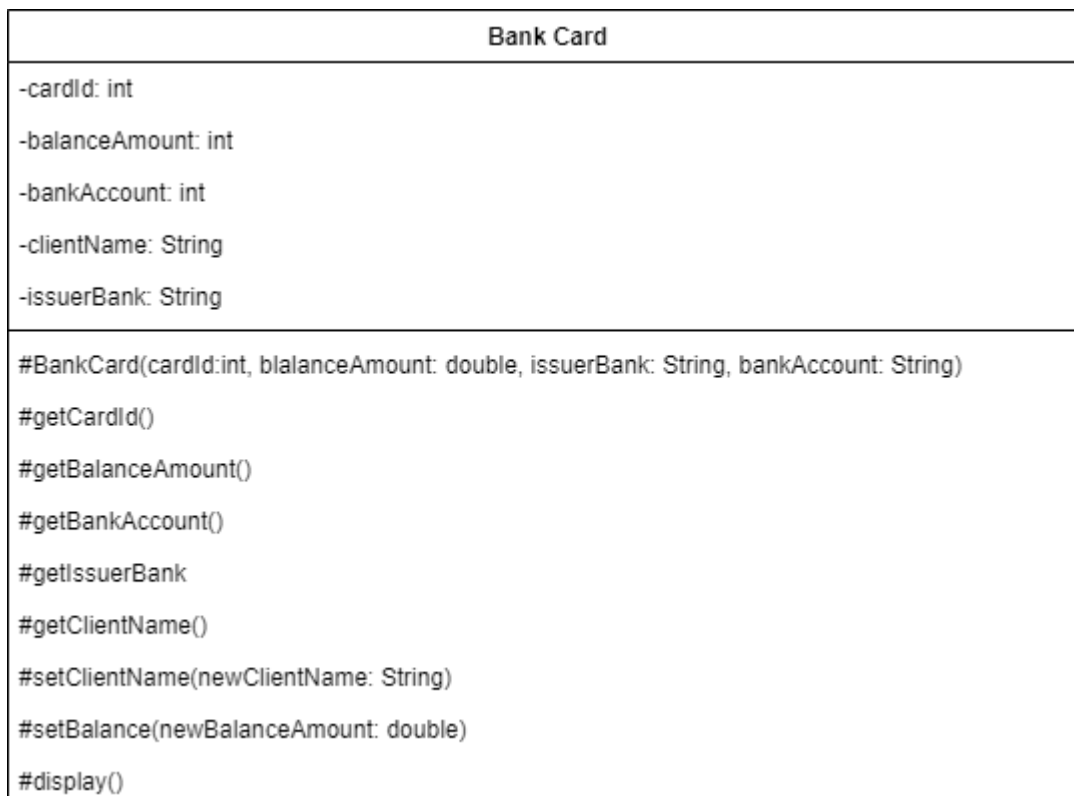 Bank Card
-cardId: int
-balanceAmount: int
-bankAccount: int
-clientName: String
-issuerBank: String
#BankCard(cardId:int, blalanceAmount: double, issuerBank: String, bankAccount: String)
#getCardId()
#getBalanceAmount()
#getBankAccount()
#getIssuerBank
#getClientName()
#setClientName(newClientName: String)
#setBalance(newBalanceAmount: double)
#display()